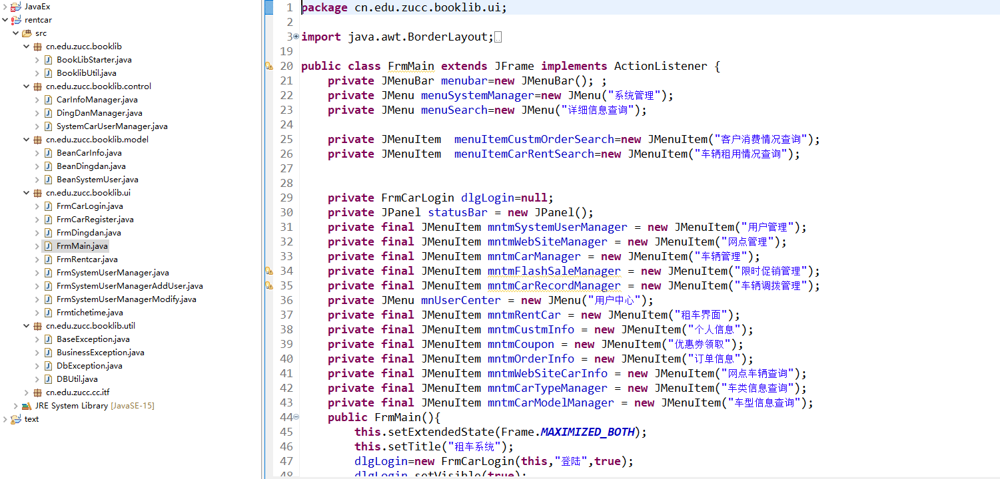 JavaEx
rentcar
src
cn.edu.zucc.booklib
BookLibStarter.java
BooklibUtil.java
cn.edu.zucc.booklib.control
CarInfoManager.java
DingDanManager.java
SystemCarUserManager.java
cn.edu.zucc.booklib.model
BeanCarInfo.java
BeanDingdan.java
BeanSystemUser.java
cn.edu.zucc.booklib.ui
FrmCarLogin.java
FrmCarRegister.java
FrmDingdan.java
FrmMain.java
FrmRentcar.java
FrmSystemUserManager.java
FrmSystemUserManagerAddUser.java
FrmSystemUserManagerModify.java
Frmtichetime.java
cn.edu.zucc.booklib.util
BaseException.java
BusinessException.java
DbException.java
DBUtil.java
cn.edu.zucc.cc.itf
JRE System Library [JavaSE-15]
text
1 package cn.edu.zucc.booklib.ui;
2
3 import java.awt.BorderLayout;
19
20 public class FrmMain extends JFrame implements ActionListener {
21 private JMenuBar menubar=new JMenuBar(); ;
22 private JMenu menuSystemManager=new JMenu("系统管理");
23 private JMenu menuSearch=new JMenu("详细信息查询");
24
25 private JMenuItem  menuItemCustmOrderSearch=new JMenuItem("客户消费情况查询");
26 private JMenuItem  menuItemCarRentSearch=new JMenuItem("车辆租用情况查询");
27
28
29 private FrmCarLogin dlgLogin=null;
30 private JPanel statusBar = new JPanel();
31 private final JMenuItem mntmSystemUserManager = new JMenuItem("用户管理");
32 private final JMenuItem mntmWebSiteManager = new JMenuItem("网点管理");
33 private final JMenuItem mntmCarManager = new JMenuItem("车辆管理");
34 private final JMenuItem mntmFlashSaleManager = new JMenuItem("限时促销管理");
35 private final JMenuItem mntmCarRecordManager = new JMenuItem("车辆调拨管理");
36 private JMenu mnUserCenter = new JMenu("用户中心");
37 private final JMenuItem mntmRentCar = new JMenuItem("租车界面");
38 private final JMenuItem mntmCustmInfo = new JMenuItem("个人信息");
39 private final JMenuItem mntmCoupon = new JMenuItem("优惠券领取");
40 private final JMenuItem mntmOrderInfo = new JMenuItem("订单信息");
41 private final JMenuItem mntmWebSiteCarInfo = new JMenuItem("网点车辆查询");
42 private final JMenuItem mntmCarTypeManager = new JMenuItem("车类信息查询");
43 private final JMenuItem mntmCarModelManager = new JMenuItem("车型信息查询");
44 public FrmMain(){
45 this.setExtendedState(Frame.MAXIMIZED_BOTH);
46 this.setTitle("租车系统");
47 dlgLogin=new FrmCarLogin(this,"登陆",true);
48 dlgLogin.setVisible(true);